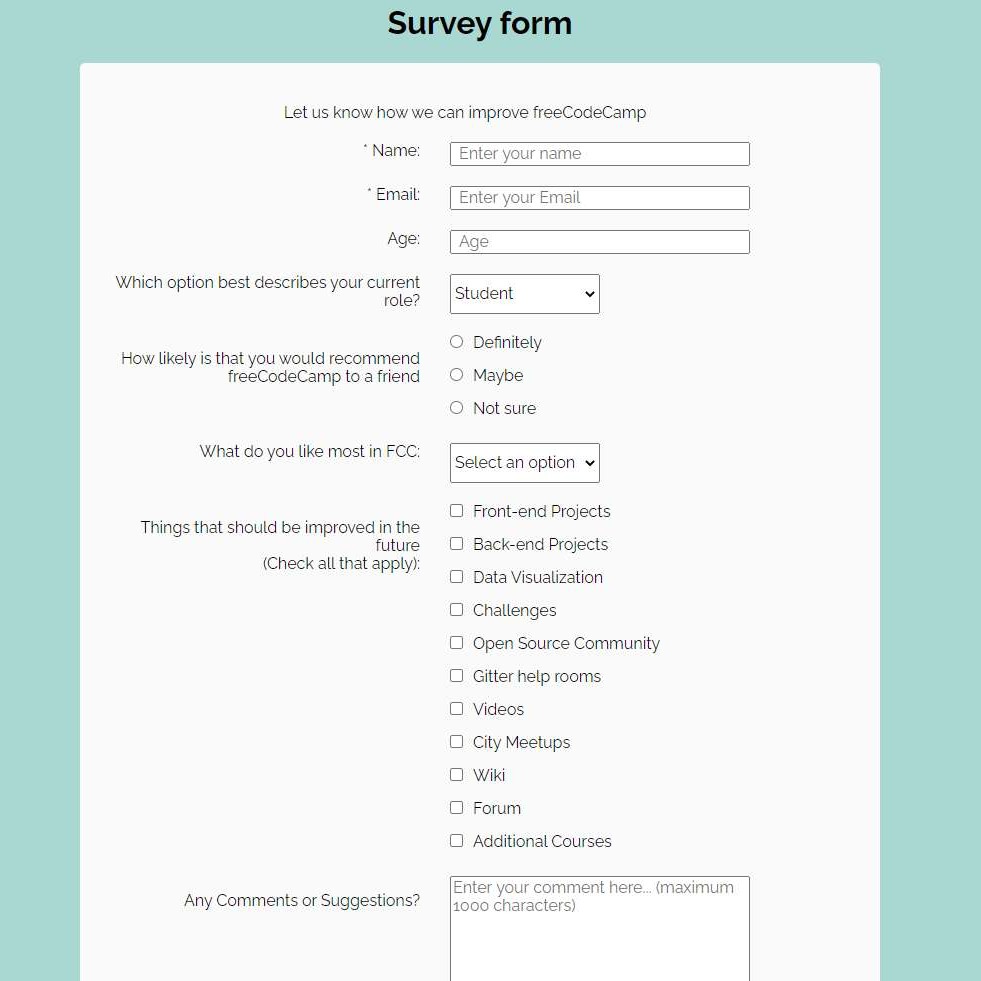 Survey form
Let us know how we can improve freeCodeCamp
* Name:
Enter your name
* Email:
Enter your Email
Age:
Age
Which option best describes your current
role?
Student
How likely is that you would recommend
freeCodeCamp to a friend
Definitely
Maybe
Not sure
What do you like most in FCC:
Select an option
Things that should be improved in the
future
(Check all that apply):
Front-end Projects
Back-end Projects
Data Visualization
Challenges
Open Source Community
Gitter help rooms
Videos
City Meetups
Wiki
Forum
Additional Courses
Any Comments or Suggestions?
Enter your comment here... (maximum
1000 characters)